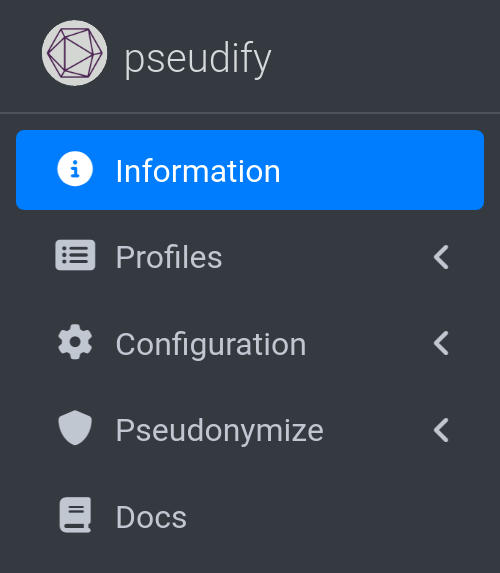 pseudify
Information
Profiles
Configuration
Pseudonymize
Docs